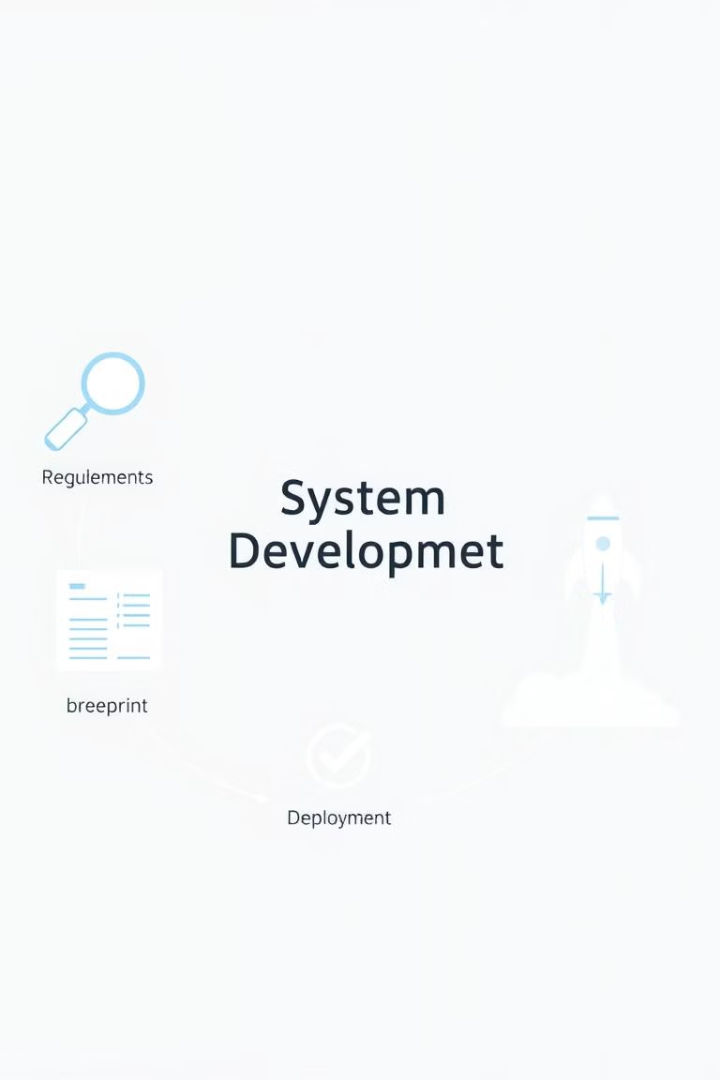 Regulements
System
Developmet
breeprint
Deployment